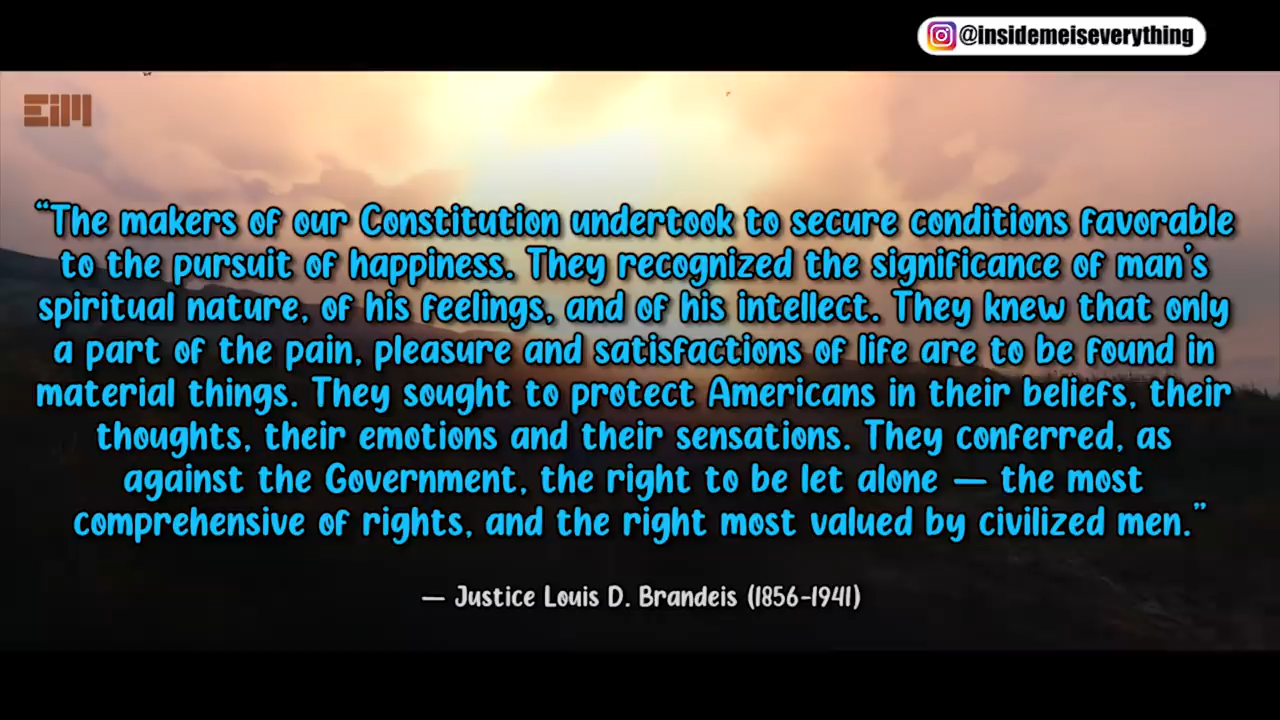 @insidemeiseverything
EiM
“The makers of our Constitution undertook to secure conditions favorable
to the pursuit of happiness. They recognized the significance of man’s
spiritual nature, of his feelings, and of his intellect. They knew that only
a part of the pain, pleasure and satisfactions of life are to be found in
material things. They sought to protect Americans in their beliefs, their
thoughts, their emotions and their sensations. They conferred, as
against the Government, the right to be let alone — the most
comprehensive of rights, and the right most valued by civilized men.”
— Justice Louis D. Brandeis (1856-1941)